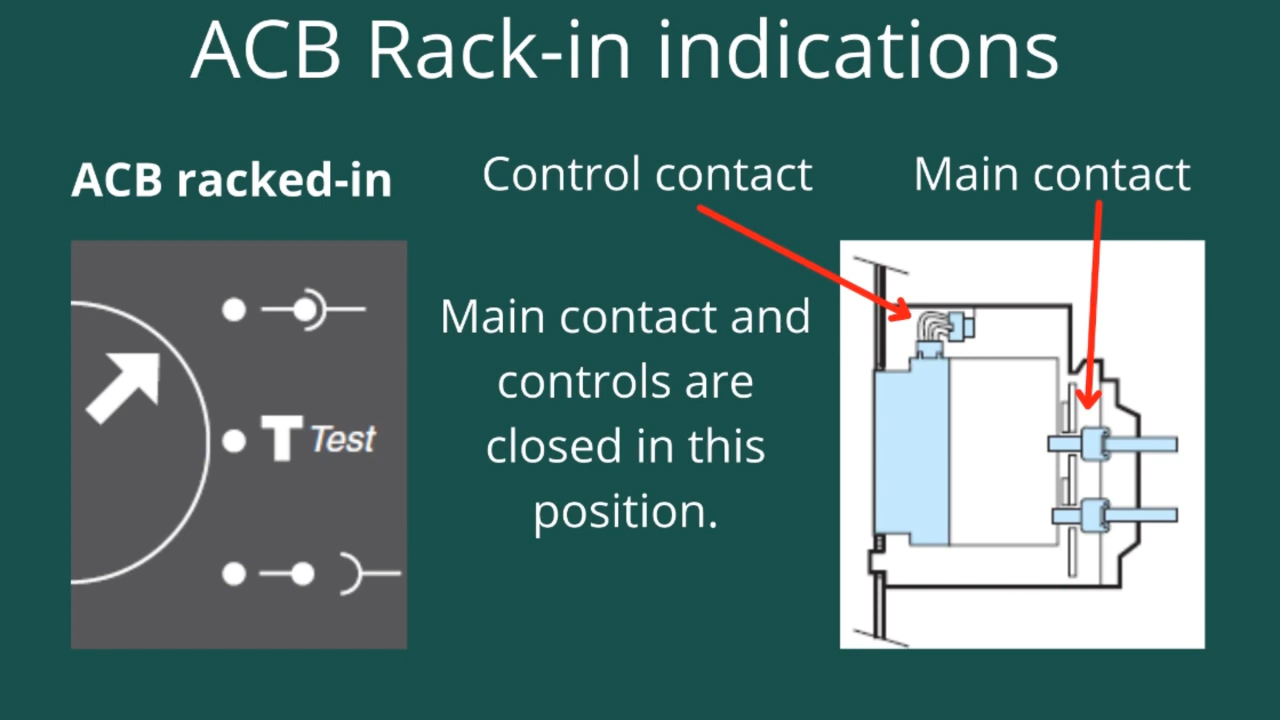 ACB Rack-in indications
ACB racked-in
Control contact
Main contact
Main contact and
controls are
closed in this
position.
T Test